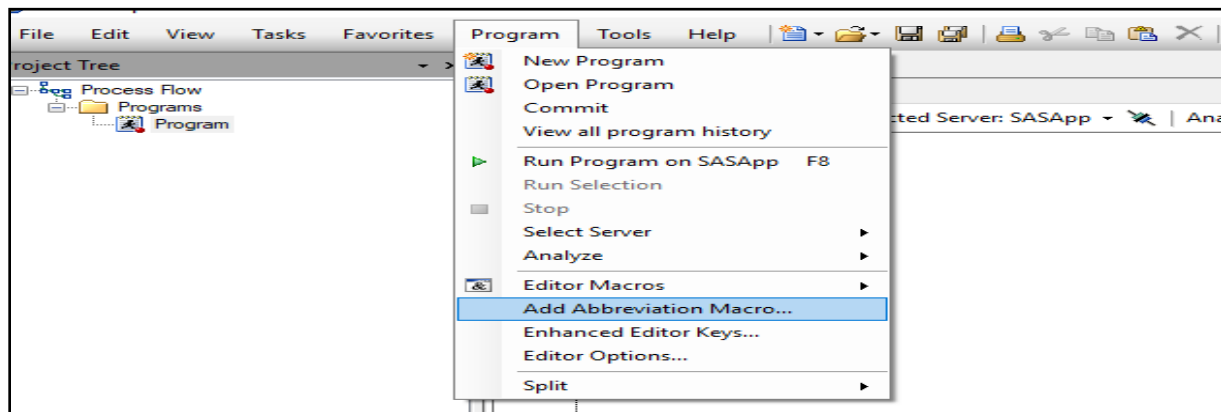 File Edit View Tasks Favorites Program Tools Help
roject Tree
Process Flow
Programs
Program
New Program
Open Program
Commit
View all program history
Run Program on SASApp F8
Run Selection
Stop
Select Server
Analyze
Editor Macros
Add Abbreviation Macro...
Enhanced Editor Keys...
Editor Options...
Split
cted Server: SASApp | Ana